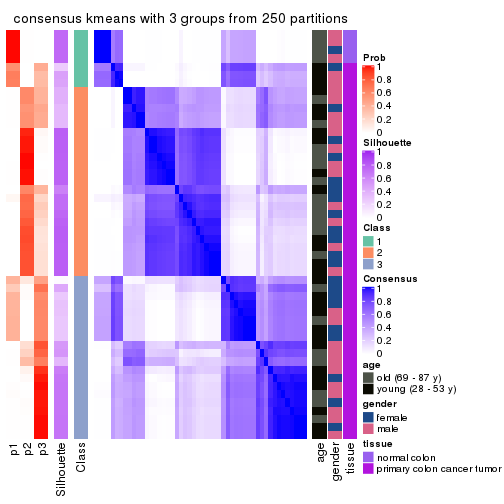 consensus kmeans with 3 groups from 250 partitions
Prob
1
0.8
0.6
0.4
0.2
0
Silhouette
1
0.8
0.6
0.4
0.2
0
Class
1
2
3
Consensus
1
0.8
0.6
0.4
0.2
0
age
old (69 - 87 y)
young (28 - 53 y)
gender
female
male
tissue
normal colon
primary colon cancer tumor
p1
p2
p3
Silhouette
Class
age
gender
tissue